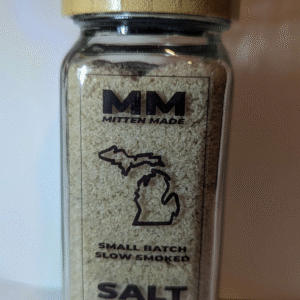 MM
MITTEN MADE
SMALL BATCH
SLOW SMOKED
SALT